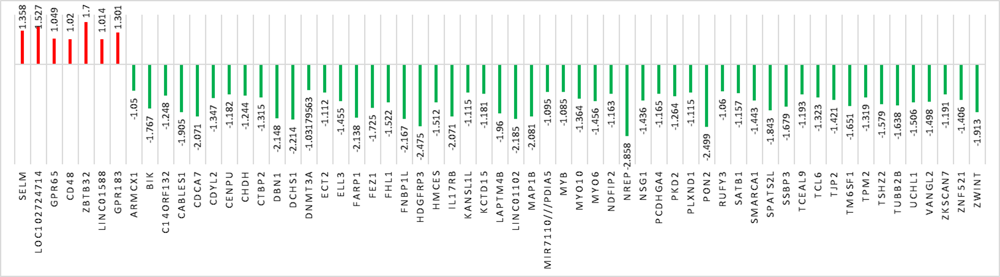 1.358
1.527
1.049
1.02
1.7
1.014
1.301
-1.05
-1.767
-1.248
-1.905
-2.071
-1.347
-1.182
-1.244
-1.315
-2.148
-2.214
-1.03179563
-1.112
-1.455
-2.138
-1.725
-1.522
-2.167
-2.475
-1.512
-2.071
-1.115
-1.181
-1.96
-2.185
-2.081
-1.095
-1.085
-1.364
-1.456
-1.163
-2.858
-1.436
-1.165
-1.264
-1.115
-2.499
-1.06
-1.157
-1.443
-1.843
-1.679
-1.193
-1.323
-1.421
-1.651
-1.319
-1.579
-1.638
-1.506
-1.498
-1.191
-1.406
-1.913
SELM
LOC102724714
GPR65
CD48
ZBTB32
LINC01588
GPR183
ARMCX1
BIK
C14ORF132
CABLES1
CDCA7
CDYL2
CENPU
CHDH
CTBP2
DBN1
DCHS1
DNMT3A
ECT2
ELL3
FARP1
FEZ1
FHL1
FNBP1L
HDGFRP3
HMCES
IL17RB
KANSL1L
KCTD15
LAPTM4B
LINC01102
MAP1B
MIR7110///PDIA5
MYB
MYO10
MYO6
NDFIP2
NREP
NSG1
PCDHGA4
PKD2
PLXND1
PON2
RUFY3
SATB1
SMARCA1
SPATS2L
SSBP3
TCEAL9
TCL6
TJP2
TM6SF1
TPM2
TSHZ2
TUBB2B
UCHL1
VANGL2
ZKSCAN7
ZNF521
ZWINT